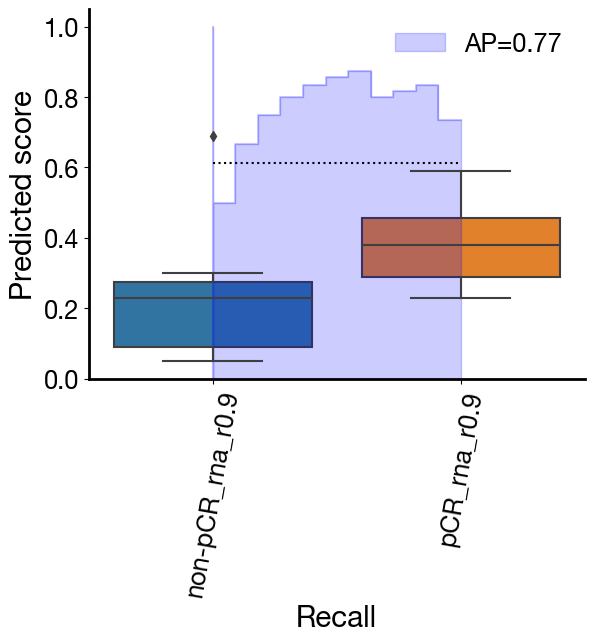 AP=0.77
1.0
0.8
0.6
0.4
0.2
0.0
Predicted score
non-pCR_rna_r0.9
pCR_rna_r0.9
Recall